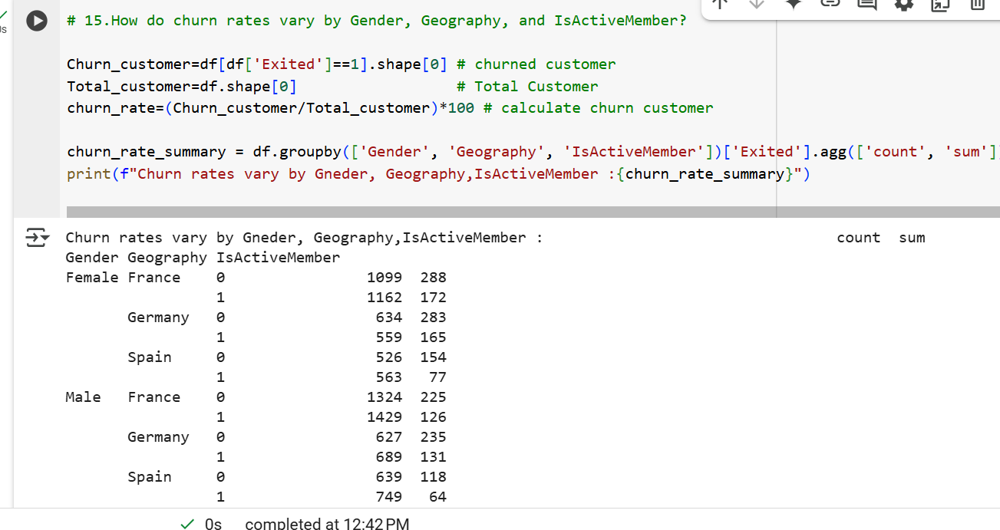 # 15.How do churn rates vary by Gender, Geography, and IsActiveMember?
Churn_customer=df[df['Exited']==1].shape[0] # churned customer
Total_customer=df.shape[0]                  # Total Customer
churn_rate=(Churn_customer/Total_customer)*100 # calculate churn customer
churn_rate_summary = df.groupby(['Gender', 'Geography', 'IsActiveMember'])['Exited'].agg(['count', 'sum']
print(f"Churn rates vary by Gneder, Geography,IsActiveMember :{churn_rate_summary}")
Churn rates vary by Gneder, Geography,IsActiveMember :                                 count  sum
Gender Geography IsActiveMember
Female France    0                1099  288
                 1                1162  172
       Germany   0                 634  283
                 1                 559  165
       Spain     0                 526  154
                 1                 563   77
Male   France    0                1324  225
                 1                1429  126
       Germany   0                 627  235
                 1                 689  131
       Spain     0                 639  118
                 1                 749   64
0s completed at 12:42 PM